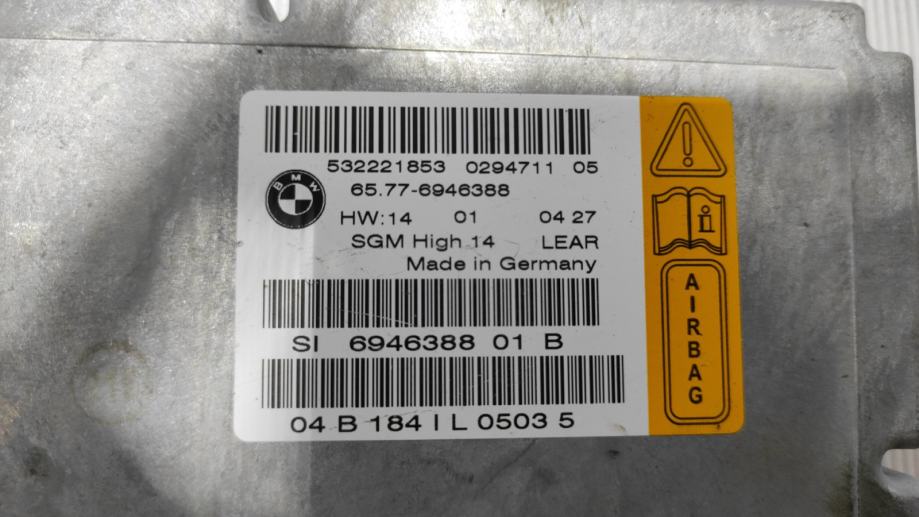 532221853 0294711 05
BMW
65.77-6946388
HW:14 01 04 27
SGM High 14 LEAR
Made in Germany
SI 6946388 01 B
04 B 184 I L 0503 5
i
AIRBAG